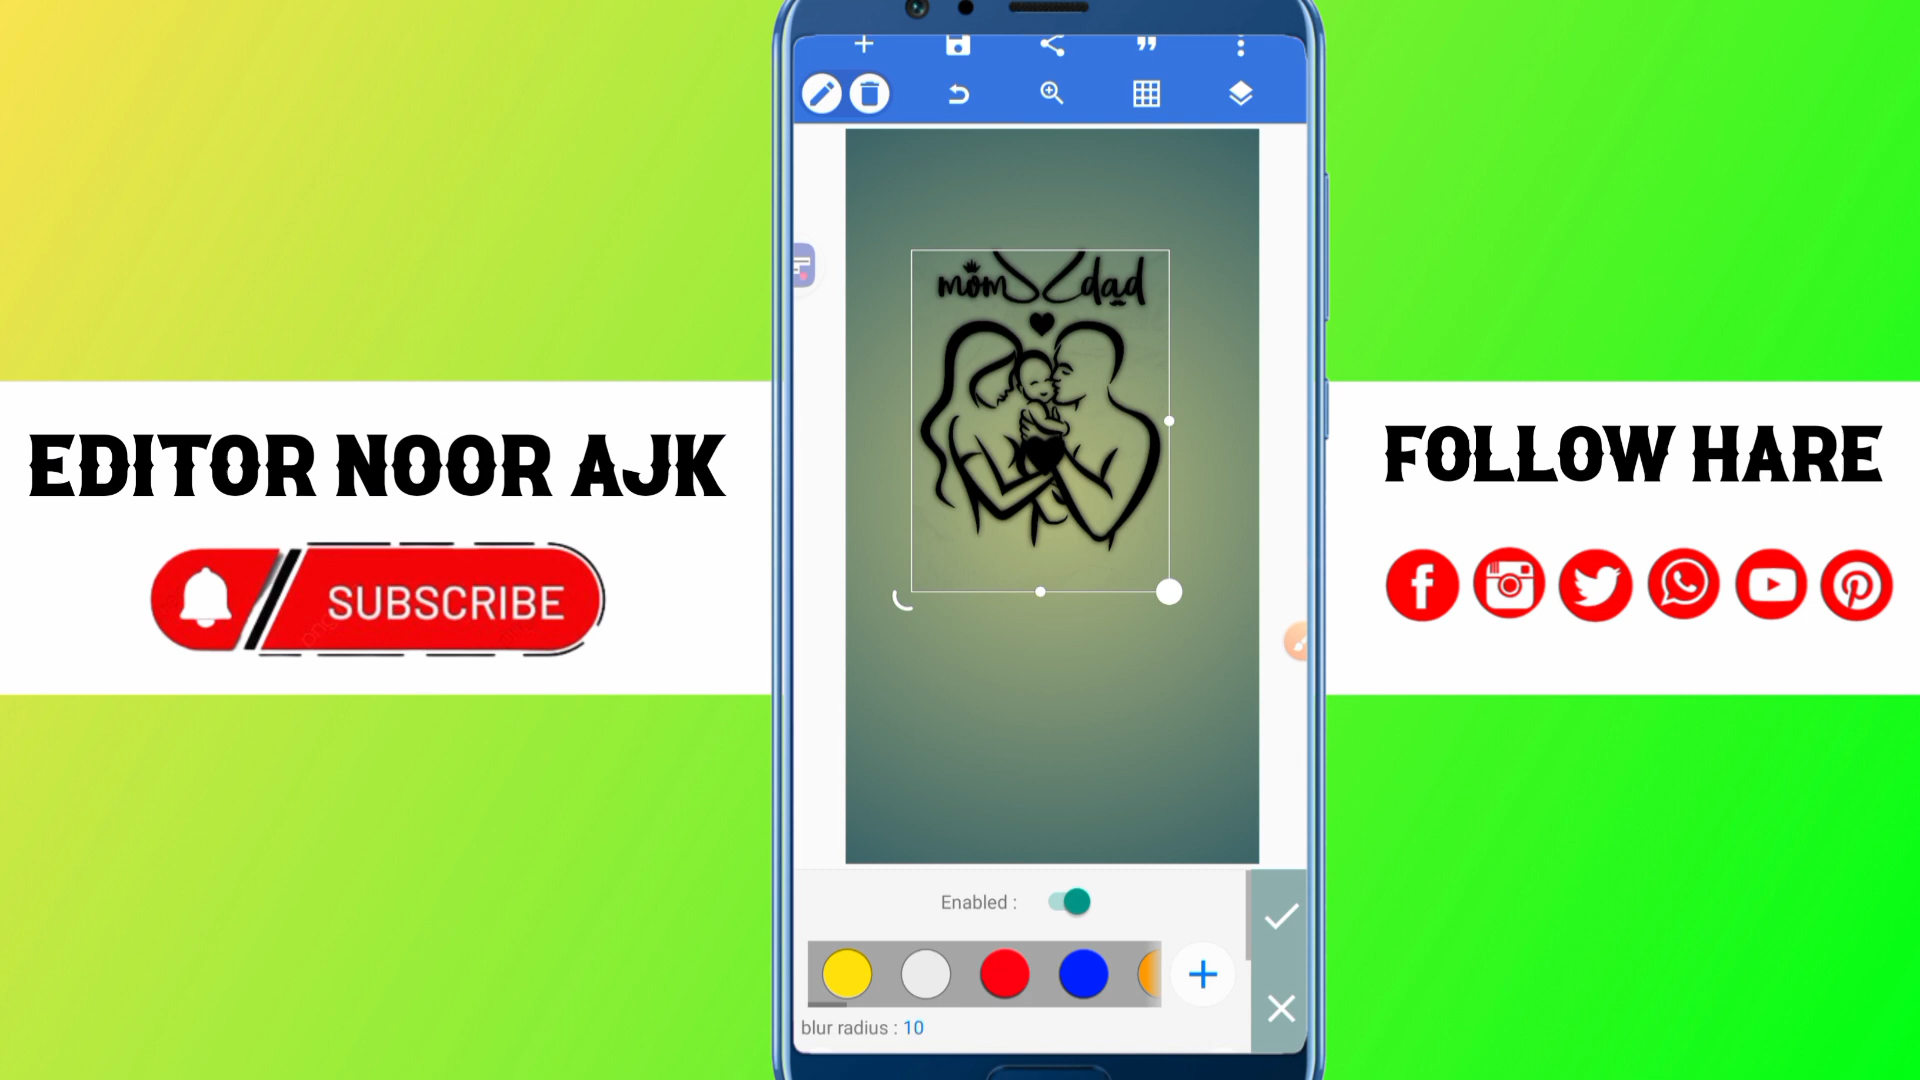 mom dad
EDITOR NOOR AJK
SUBSCRIBE
FOLLOW HARE
Enabled :
blur radius : 10